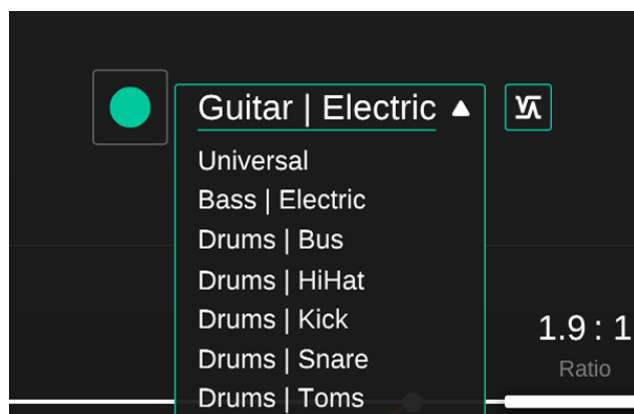 Guitar | Electric
Universal
Bass | Electric
Drums | Bus
Drums | HiHat
Drums | Kick
1.9 : 1
Drums | Snare
Ratio
Drums | Toms